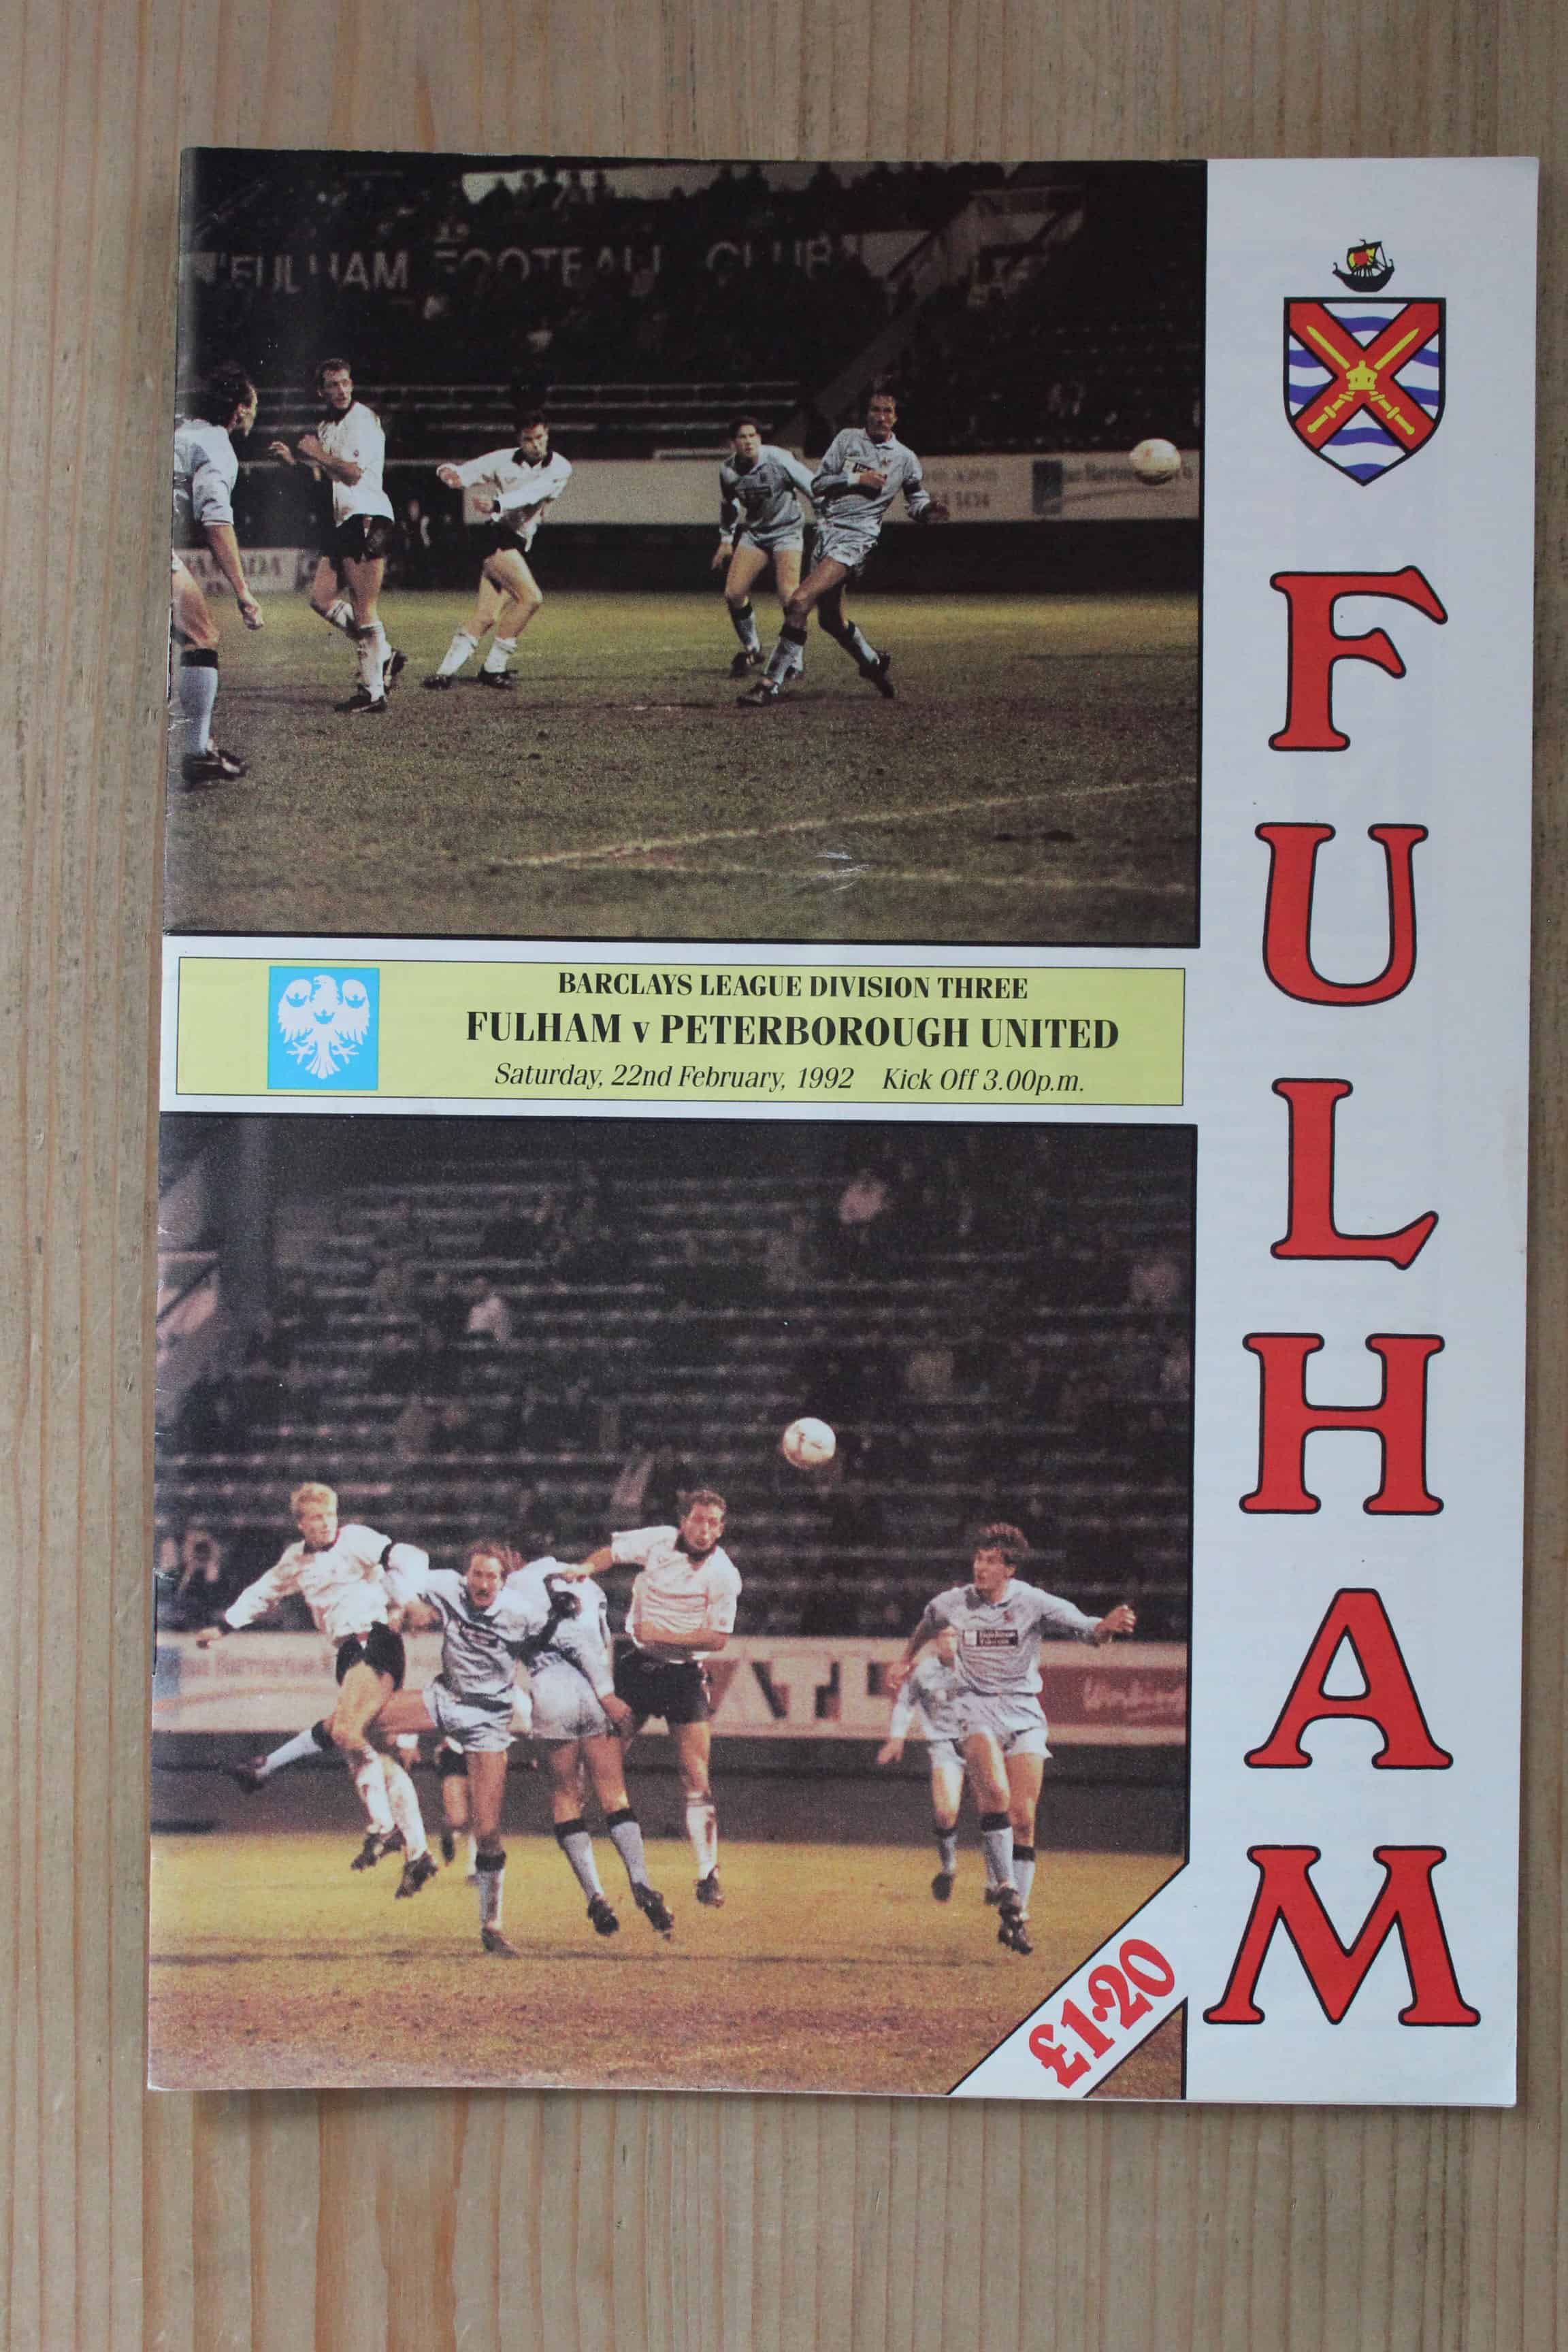 "FULHAM FOOTBALL CLUB"
BARCLAYS LEAGUE DIVISION THREE
FULHAM v PETERBOROUGH UNITED
Saturday, 22nd February, 1992 Kick Off 3.00p.m.
£1·20
FULHAM